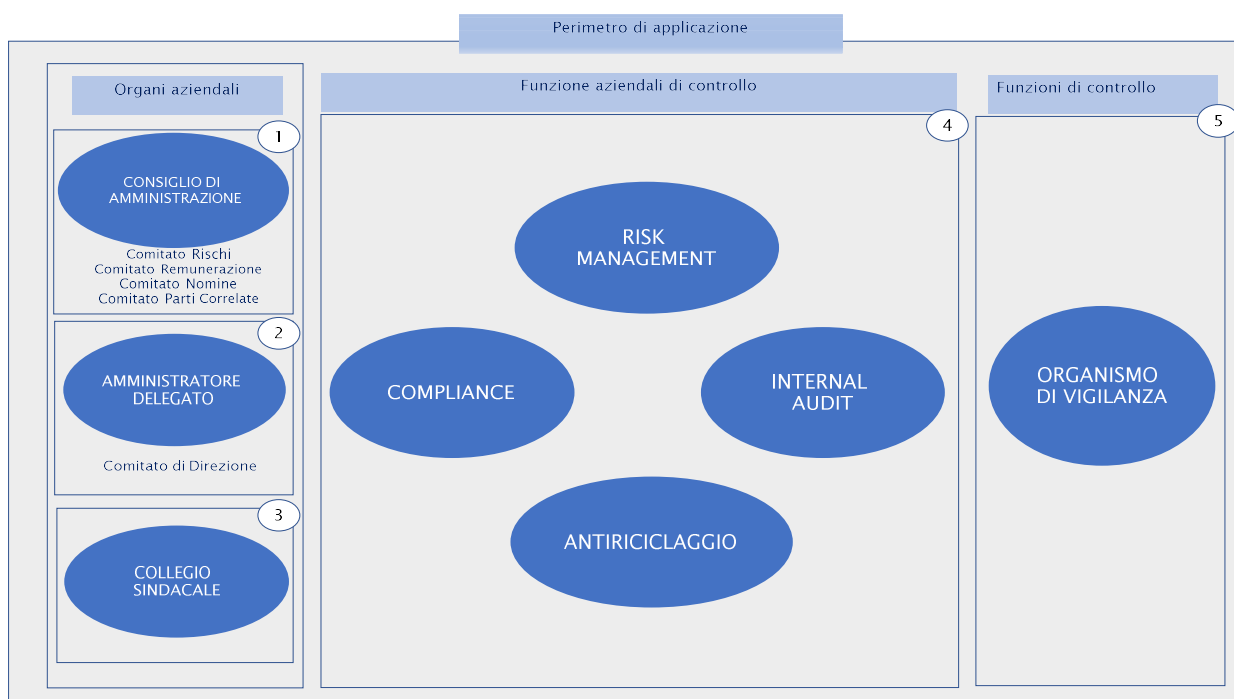 Perimetro di applicazione
Organi aziendali
1
CONSIGLIO DI
AMMINISTRAZIONE
Comitato Rischi
Comitato Remunerazione
Comitato Nomine
Comitato Parti Correlate
2
AMMINISTRATORE
DELEGATO
Comitato di Direzione
3
COLLEGIO
SINDACALE
Funzione aziendali di controllo
4
RISK
MANAGEMENT
COMPLIANCE
INTERNAL
AUDIT
ANTIRICICLAGGIO
Funzioni di controllo
5
ORGANISMO
DI VIGILANZA